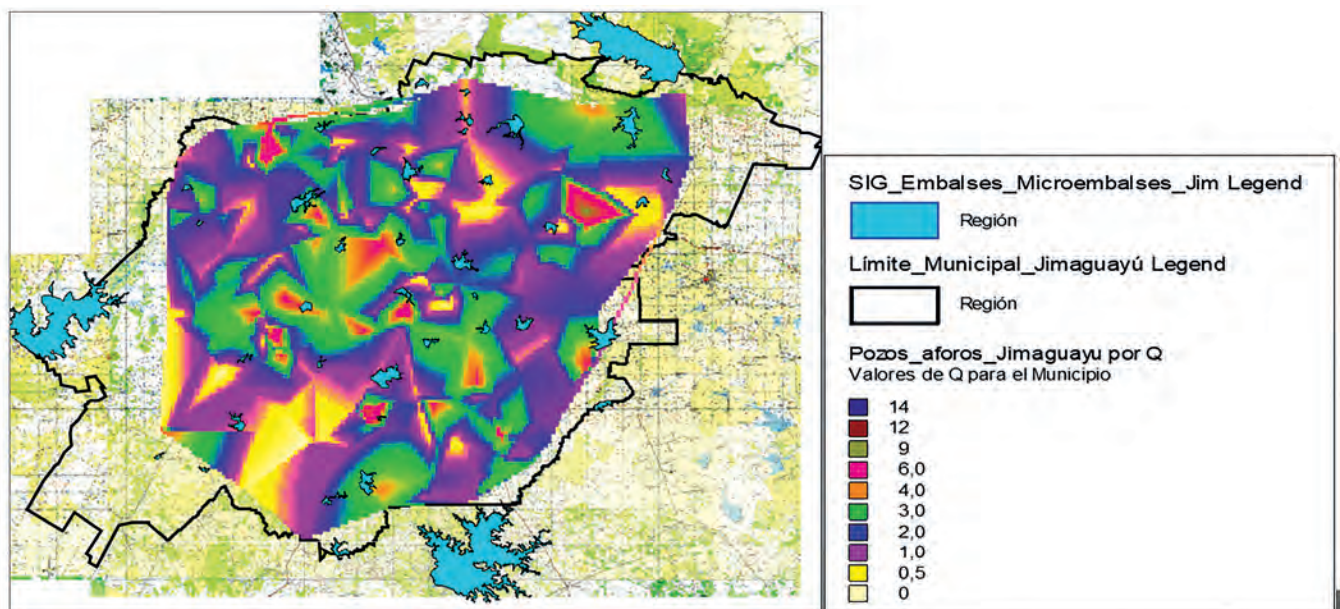 SIG_Embalses_Microembalses_Jim Legend
Región
Límite_Municipal_Jimaguayú Legend
Región
Pozos_aforos_Jimaguayu por Q
Valores de Q para el Municipio
14
12
9
6,0
4,0
3,0
2,0
1,0
0,5
0